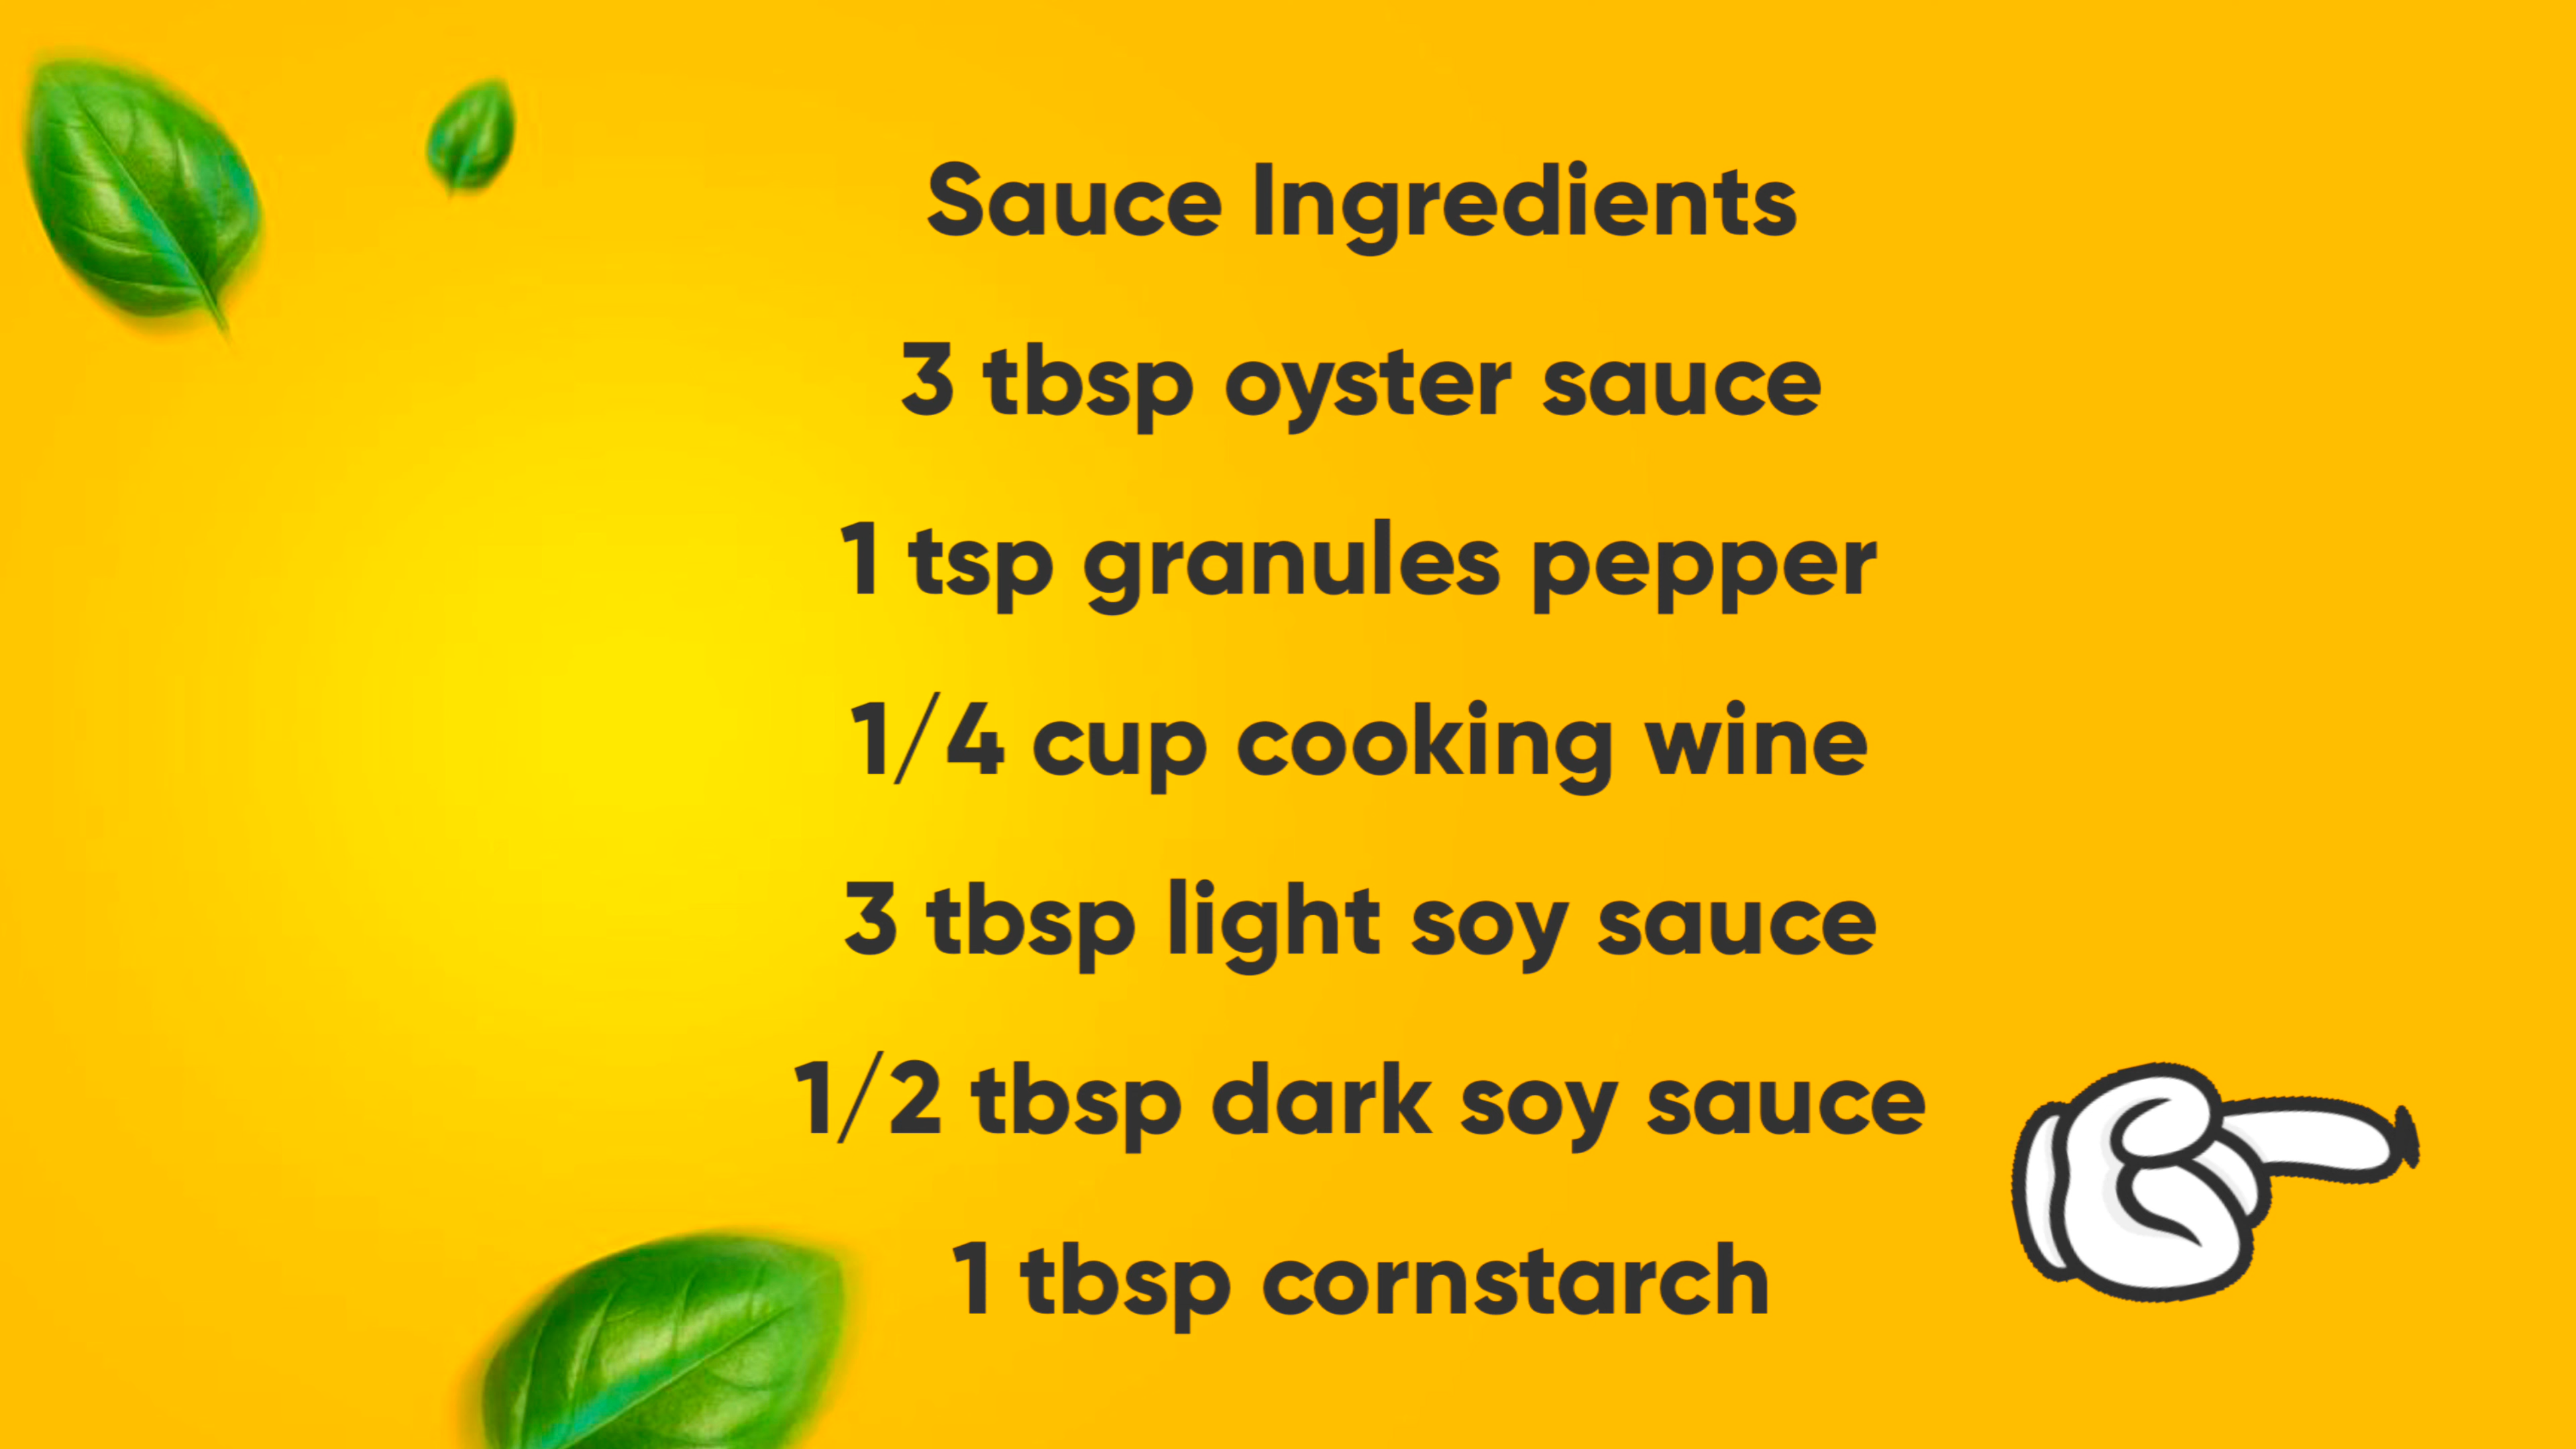 Sauce Ingredients
3 tbsp oyster sauce
1 tsp granules pepper
1/4 cup cooking wine
3 tbsp light soy sauce
1/2 tbsp dark soy sauce
1 tbsp cornstarch